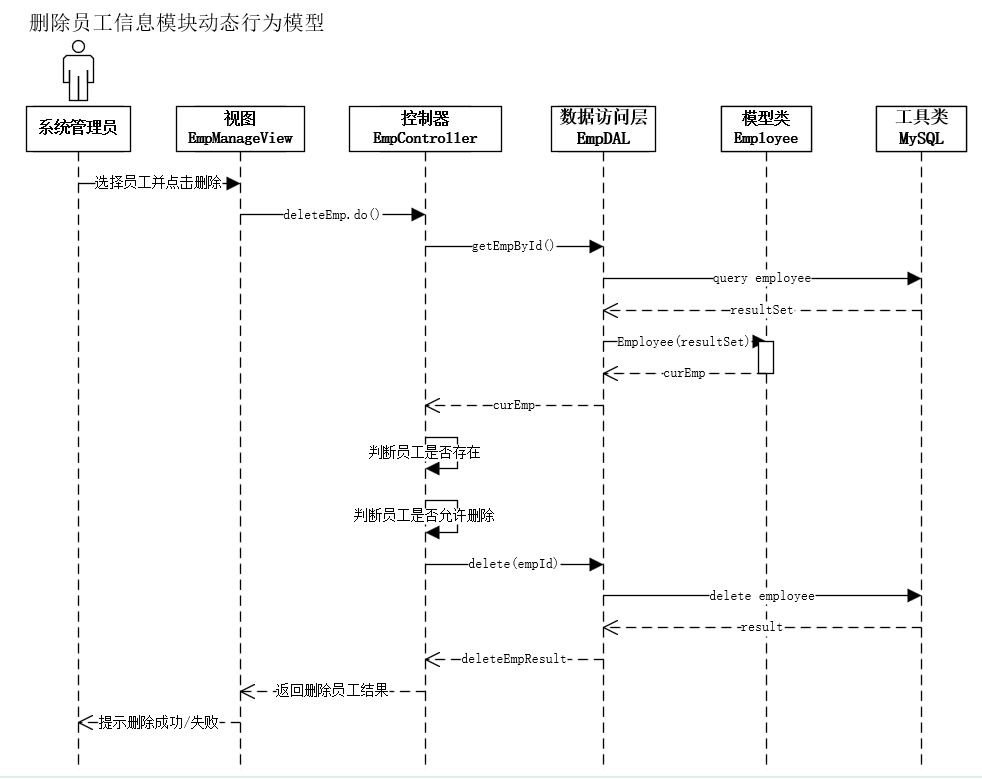 删除员工信息模块动态行为模型
系统管理员
视图
EmpManageView
控制器
EmpController
数据访问层
EmpDAL
模型类
Employee
工具类
MySQL
选择员工并点击删除
deleteEmp.do()
getEmpById()
query employee
resultSet
Employee(resultSet)
curEmp
curEmp
判断员工是否存在
判断员工是否允许删除
delete(empId)
delete employee
result
deleteEmpResult
返回删除员工结果
提示删除成功/失败